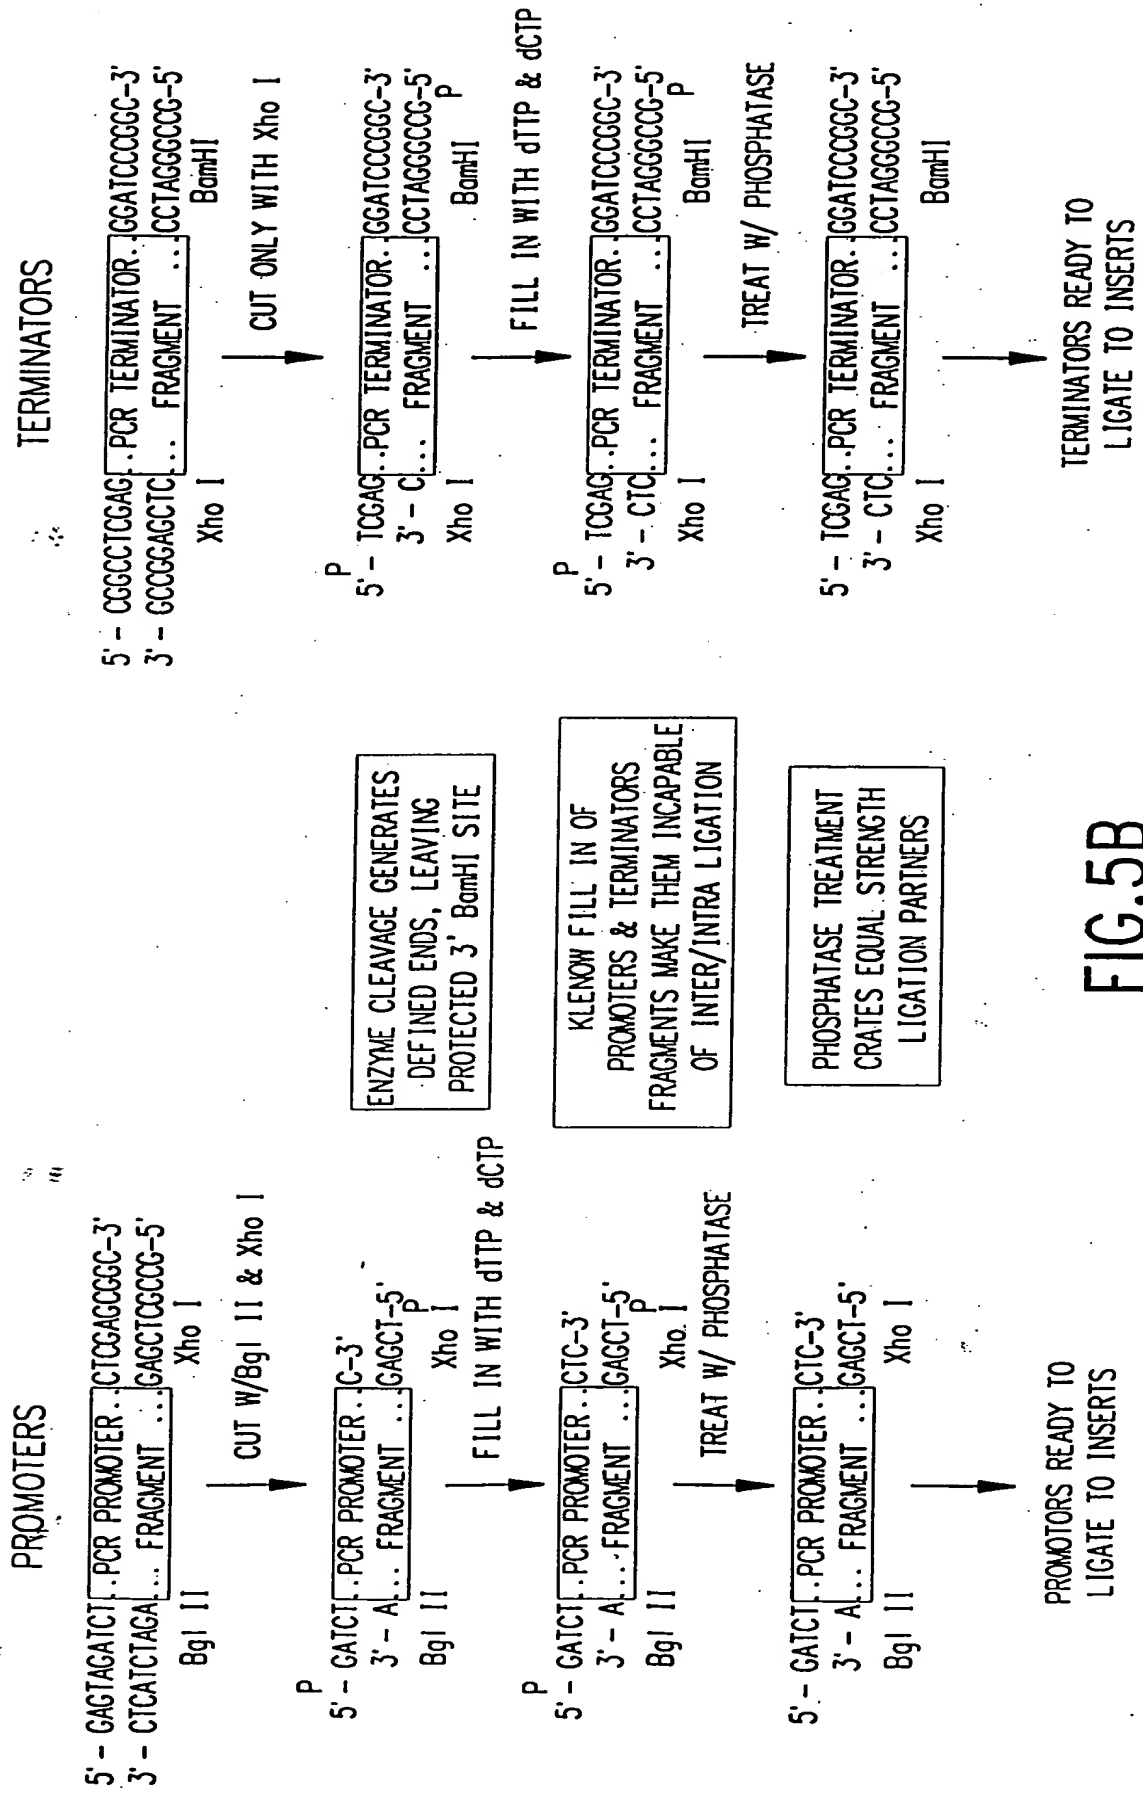 PROMOTERS
5'- GAGTAGATCT..PCR PROMOTER..CTCGAGCGGC-3'
3'- CTCATCTAGA... FRAGMENT ...GAGCTCGCCG-5'
Bgl II
Xho I
CUT W/Bgl II & Xho I
P
5'- GATCT..PCR PROMOTER..C-3'
3'- A... FRAGMENT ...GAGCT-5'
P
Bgl II
Xho I
FILL IN WITH dTTP & dCTP
P
5'- GATCT..PCR PROMOTER..CTC-3'
3'- A....FRAGMENT ...GAGCT-5'
P
Bgl II
Xho I
TREAT W/ PHOSPHATASE
5'- GATCT..PCR PROMOTER..CTC-3'
3'- A... FRAGMENT ...GAGCT-5'
Bgl II
Xho I
PROMOTORS READY TO
LIGATE TO INSERTS
ENZYME CLEAVAGE GENERATES
DEFINED ENDS, LEAVING
PROTECTED 3' BamHI SITE
KLENOW FILL IN OF
PROMOTERS & TERMINATORS
FRAGMENTS MAKE THEM INCAPABLE
OF INTER/INTRA LIGATION
PHOSPHATASE TREATMENT
CRATES EQUAL STRENGTH
LIGATION PARTNERS
TERMINATORS
5'- CGGCCTCGAG..PCR TERMINATOR..GGATCCCGGC-3'
3'- GCCGGAGCTC... FRAGMENT ...CCTAGGGCCG-5'
Xho I
BamHI
CUT ONLY WITH Xho I
P
5'- TCGAG..PCR TERMINATOR..GGATCCCGGC-3'
3'- C... FRAGMENT ...CCTAGGGCCG-5'
P
Xho I
BamHI
FILL IN WITH dTTP & dCTP
P
5'- TCGAG..PCR TERMINATOR..GGATCCCGGC-3'
3'- CTC... FRAGMENT ...CCTAGGGCCG-5'
P
Xho I
BamHI
TREAT W/ PHOSPHATASE
5'- TCGAG..PCR TERMINATOR..GGATCCCGGC-3'
3'- CTC... FRAGMENT ...CCTAGGGCCG-5'
Xho I
BamHI
TERMINATORS READY TO
LIGATE TO INSERTS
FIG.5B